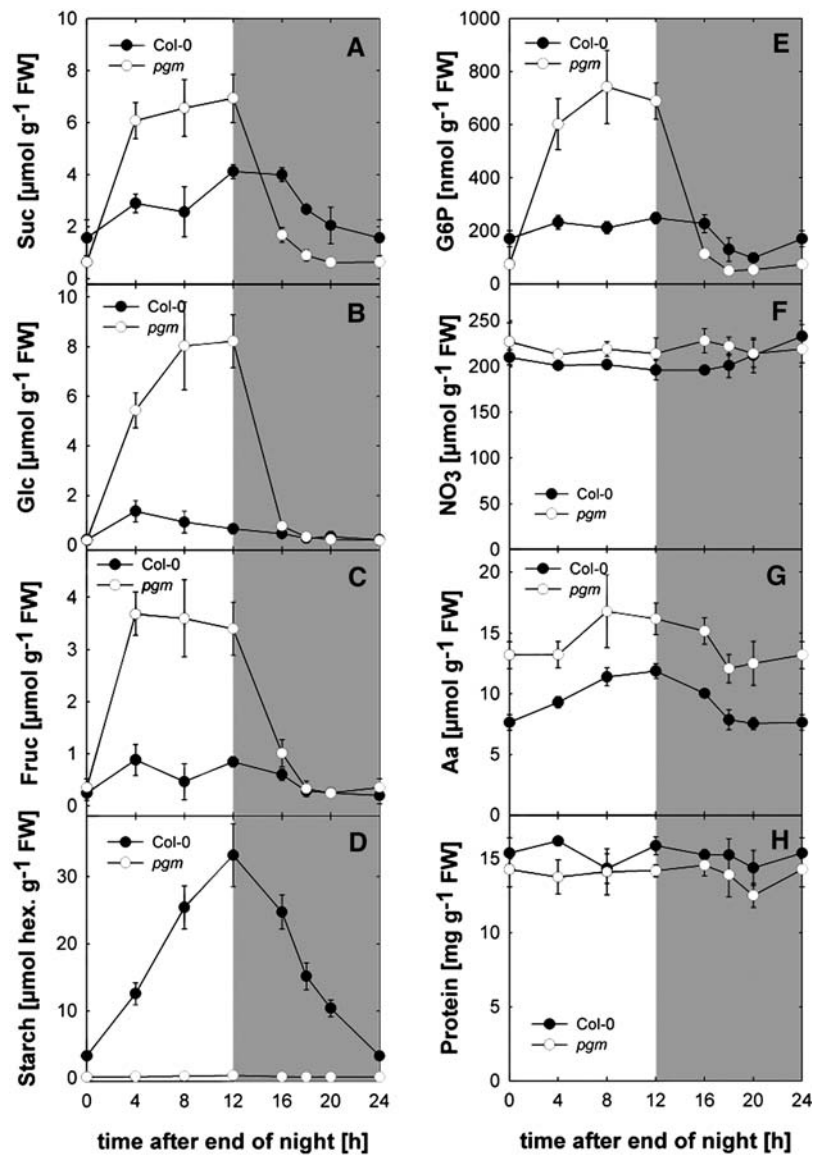 A
Col-0
pgm
Suc [µmol g⁻¹ FW]
10
8
6
4
2
0
B
Col-0
pgm
Glc [µmol g⁻¹ FW]
10
8
6
4
2
0
C
Col-0
pgm
Fruc [µmol g⁻¹ FW]
4
3
2
1
0
D
Col-0
pgm
Starch [µmol hex. g⁻¹ FW]
30
20
10
0
0 4 8 12 16 20 24
time after end of night [h]
E
Col-0
pgm
G6P [nmol g⁻¹ FW]
1000
800
600
400
200
0
F
Col-0
pgm
NO3 [µmol g⁻¹ FW]
250
200
150
100
50
0
G
Col-0
pgm
Aa [µmol g⁻¹ FW]
20
15
10
5
0
H
Col-0
pgm
Protein [mg g⁻¹ FW]
15
10
5
0
0 4 8 12 16 20 24
time after end of night [h]